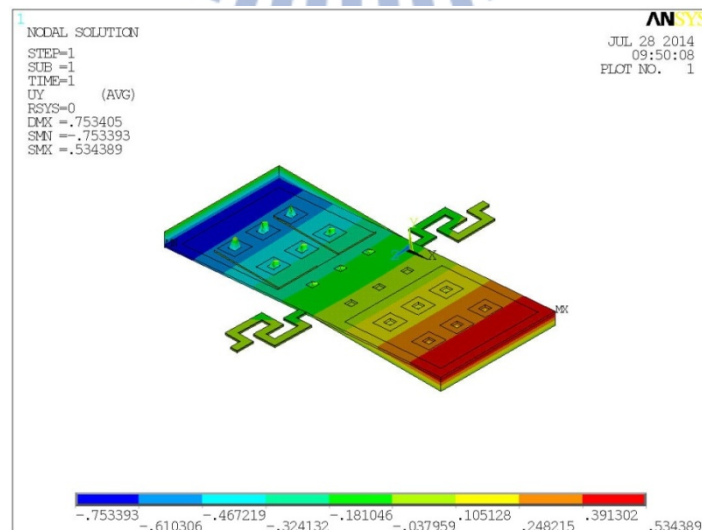 1
NODAL SOLUTION
STEP=1
SUB =1
TIME=1
UY (AVG)
RSYS=0
DMX =.753405
SMN =-.753393
SMX =.534389
ANSYS
JUL 28 2014
09:50:08
PLOT NO. 1
Y
X
MX
-.753393 -.467219 -.181046 .105128 .391302
-.610306 -.324132 -.037959 .248215 .534389